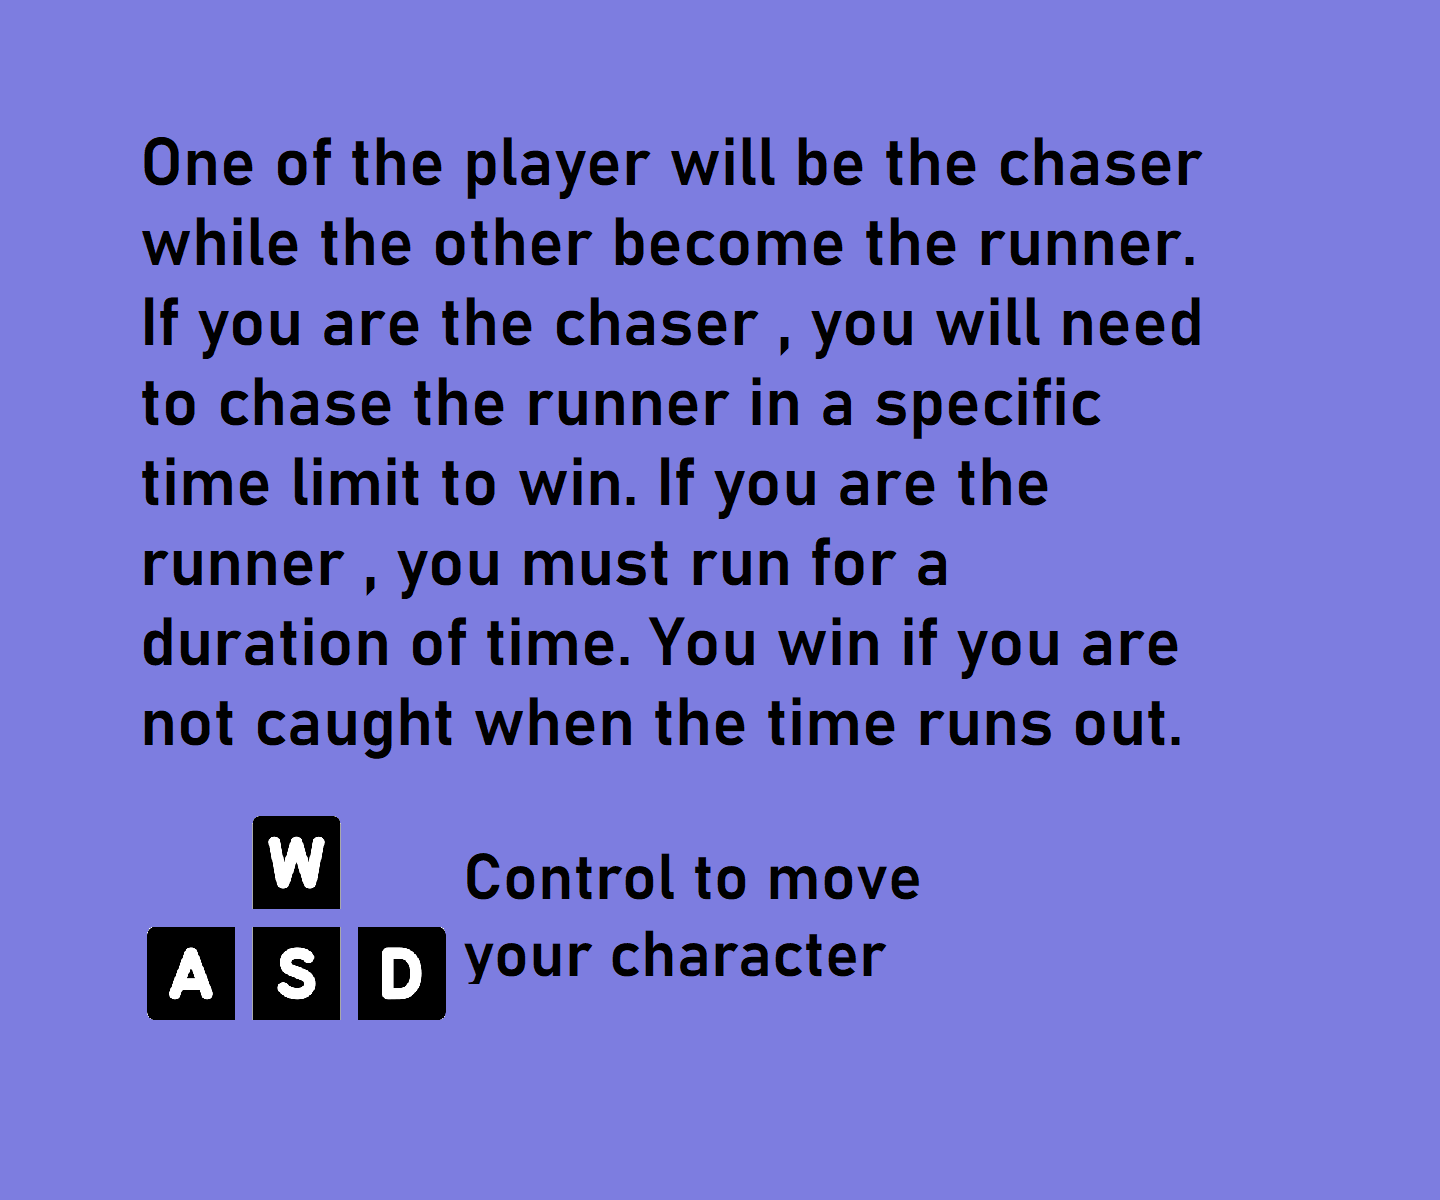 One of the player will be the chaser
while the other become the runner.
If you are the chaser , you will need
to chase the runner in a specific
time limit to win. If you are the
runner , you must run for a
duration of time. You win if you are
not caught when the time runs out.
W
Control to move
your character
A S D